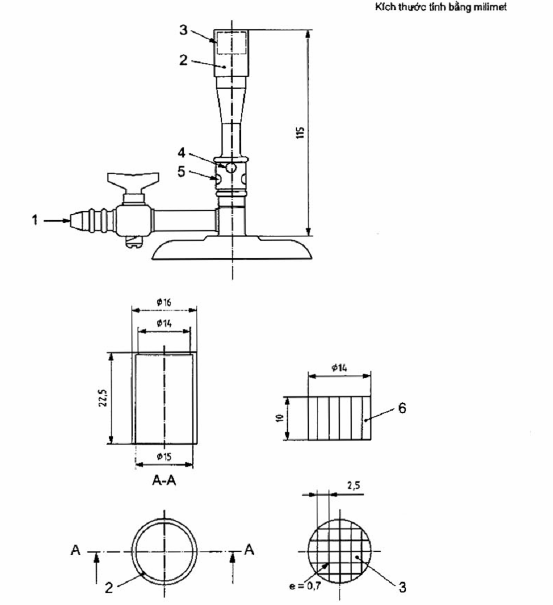 Kích thước tính bằng milimet
3
2
115
4
5
1
ϕ16
ϕ14
22,5
ϕ15
A-A
ϕ14
10
6
2,5
A
A
2
e = 0,7
3